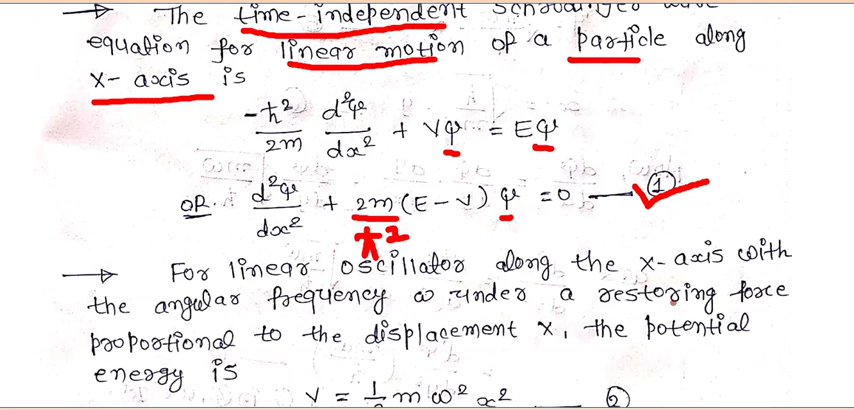 → The time-independent Schrodinger wave
equation for linear motion of a particle along
x-axis is
-ħ²/2m d²ψ/dx² + Vψ = Eψ
OR. d²ψ/dx² + 2m/ħ² (E-V) ψ = 0 — ①
→ For linear oscillator along the x-axis with
the angular frequency ω under a restoring force
proportional to the displacement x, the potential
energy is
V = 1/2 m ω² x² — ②